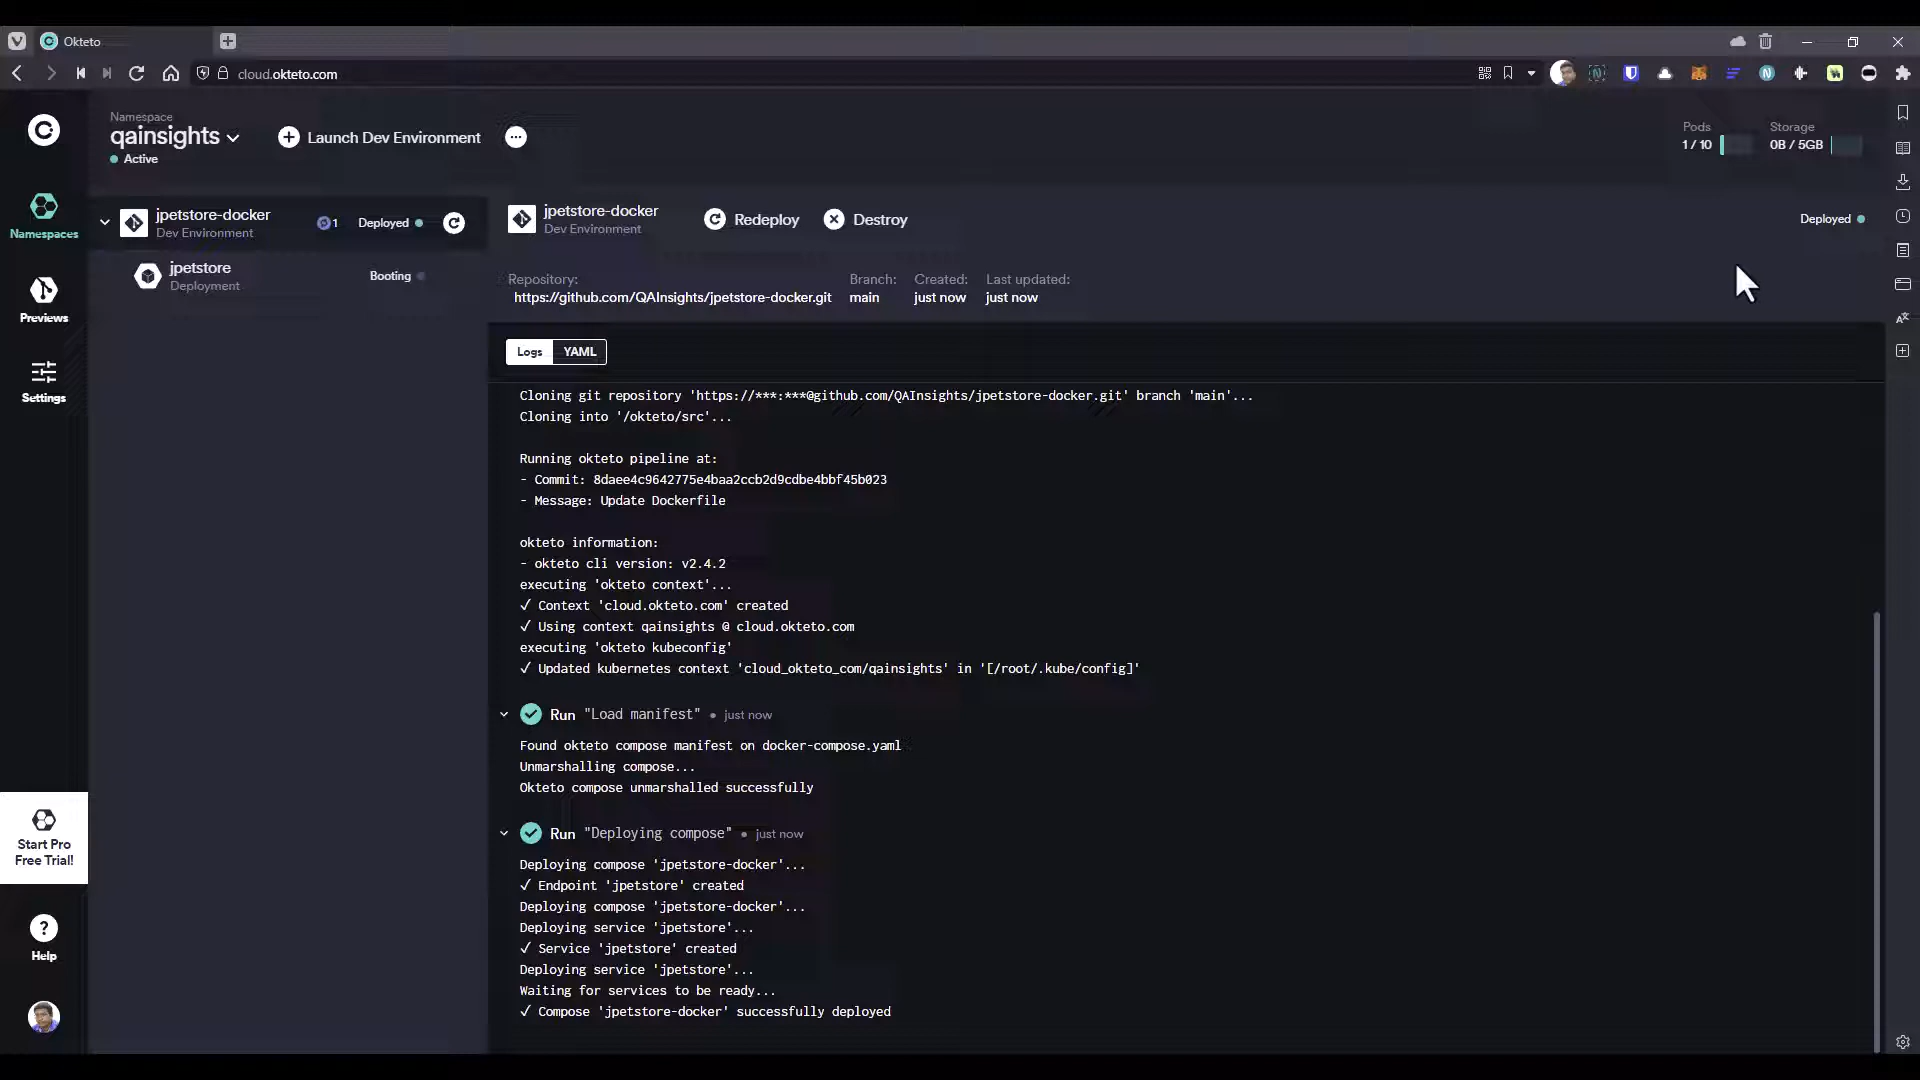 Okteto
cloud.okteto.com
Namespace
qainsights
Active
Launch Dev Environment
Pods
1 / 10
Storage
0B / 5GB
Namespaces
Previews
Settings
Start Pro
Free Trial!
Help
jpetstore-docker
Dev Environment
1
Deployed
jpetstore
Deployment
Booting
jpetstore-docker
Dev Environment
Redeploy
Destroy
Deployed
Repository:
https://github.com/QAInsights/jpetstore-docker.git
Branch:
main
Created:
just now
Last updated:
just now
Logs
YAML
Cloning git repository 'https://***:***@github.com/QAInsights/jpetstore-docker.git' branch 'main'...
Cloning into '/okteto/src'...
Running okteto pipeline at:
- Commit: 8daee4c9642775e4baa2ccb2d9cdbe4bbf45b023
- Message: Update Dockerfile
okteto information:
- okteto cli version: v2.4.2
executing 'okteto context'...
✓ Context 'cloud.okteto.com' created
✓ Using context qainsights @ cloud.okteto.com
executing 'okteto kubeconfig'
✓ Updated kubernetes context 'cloud_okteto_com/qainsights' in '[/root/.kube/config]'
Run "Load manifest" • just now
Found okteto compose manifest on docker-compose.yaml
Unmarshalling compose...
Okteto compose unmarshalled successfully
Run "Deploying compose" • just now
Deploying compose 'jpetstore-docker'...
✓ Endpoint 'jpetstore' created
Deploying compose 'jpetstore-docker'...
Deploying service 'jpetstore'...
✓ Service 'jpetstore' created
Deploying service 'jpetstore'...
Waiting for services to be ready...
✓ Compose 'jpetstore-docker' successfully deployed